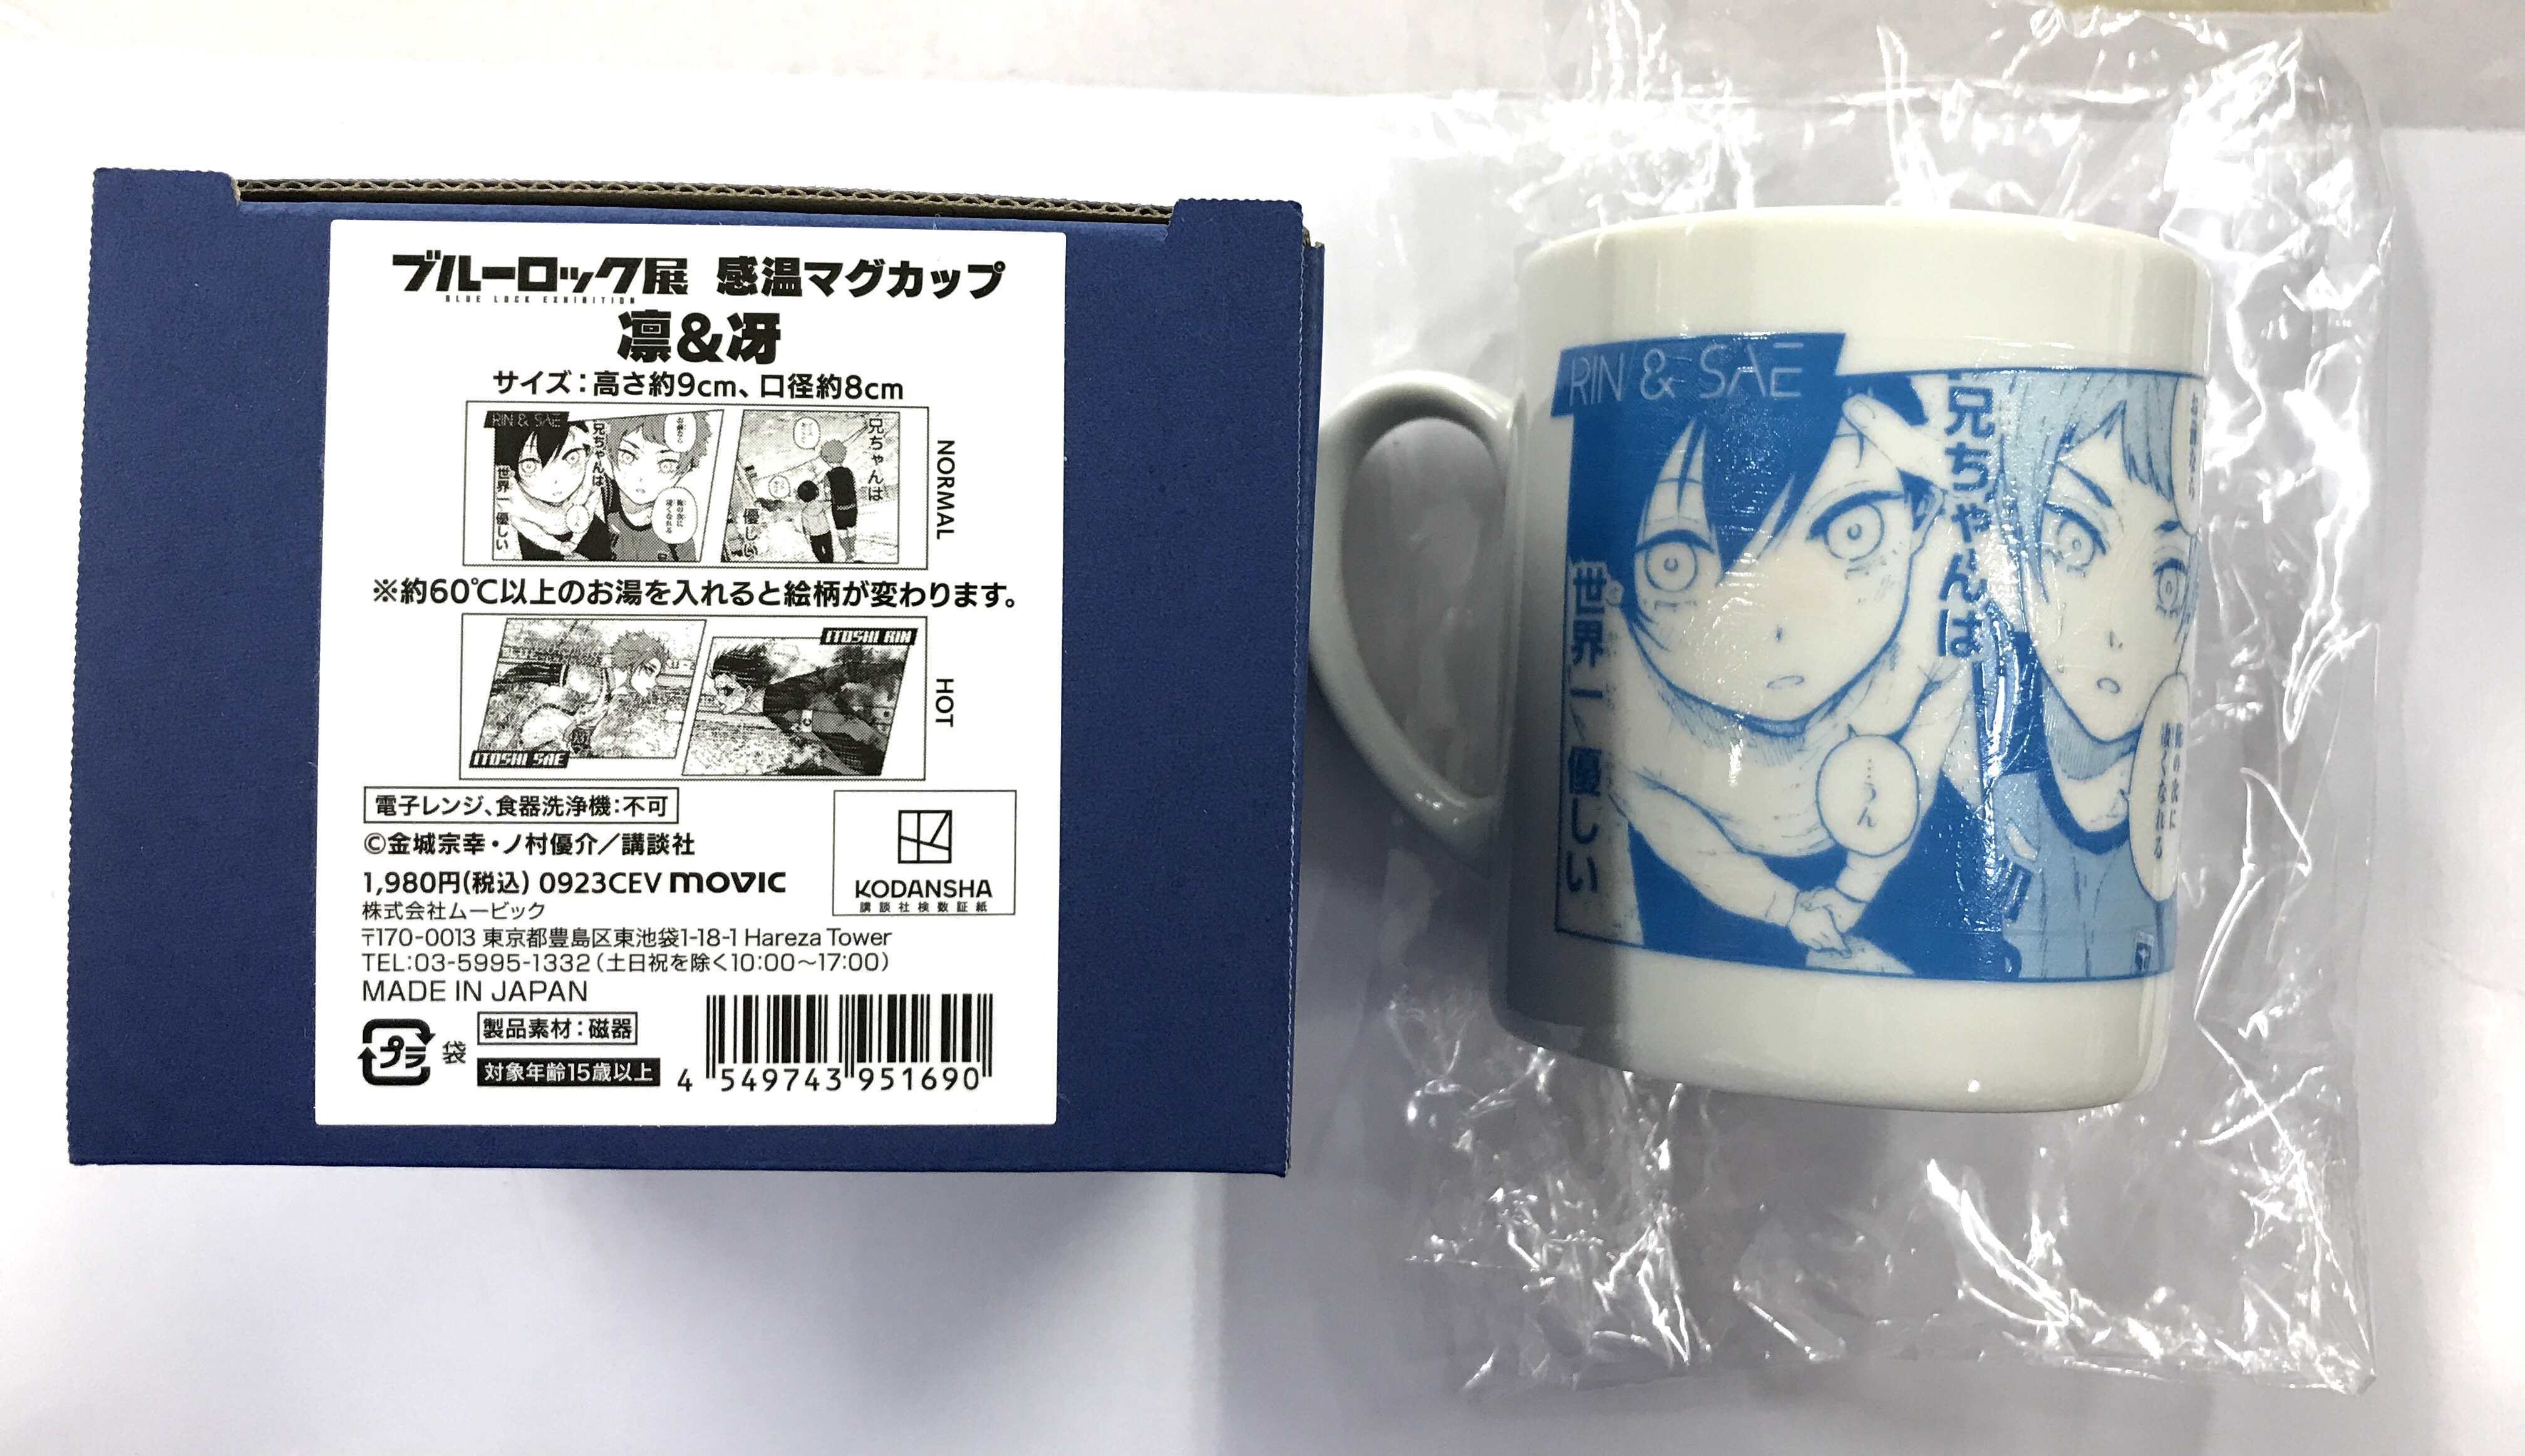 ブルーロック展 感温マグカップ
BLUE LOCK EXHIBITION
凛&冴
サイズ：高さ約9cm、口径約8cm
RIN & SAE
兄ちゃんは
世界一優しい
兄ちゃんは
優しい
NORMAL
※約60℃以上のお湯を入れると絵柄が変わります。
ITOSHI RIN
ITOSHI SAE
HOT
電子レンジ、食器洗浄機：不可
©金城宗幸・ノ村優介／講談社
1,980円(税込) 0923CEV movic
KODANSHA
講談社検数証紙
株式会社ムービック
〒170-0013 東京都豊島区東池袋1-18-1 Hareza Tower
TEL:03-5995-1332（土日祝を除く10:00〜17:00）
MADE IN JAPAN
プラ 袋
製品素材：磁器
対象年齢15歳以上
4 549743 951690
RIN & SAE
兄ちゃんは
世界一優しい
…うん